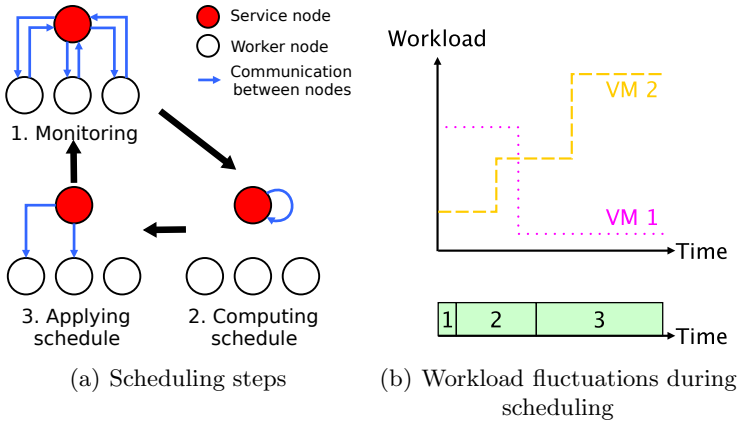 Service node
Worker node
Communication
between nodes
1. Monitoring
3. Applying
schedule
2. Computing
schedule
(a) Scheduling steps
Workload
VM 2
VM 1
Time
1 2 3
Time
(b) Workload fluctuations during
scheduling